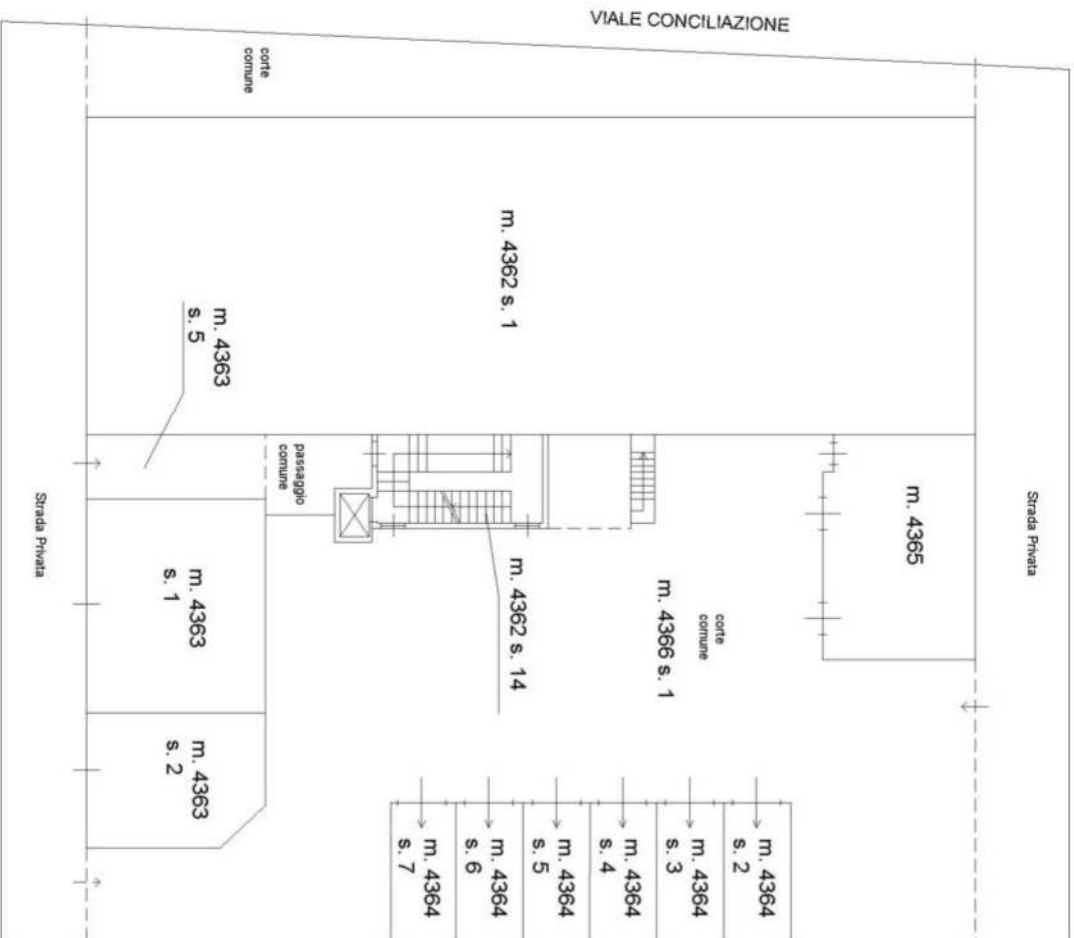 VIALE CONCILIAZIONE
corte
comune
m. 4362 s. 1
m. 4363
s. 5
passaggio
comune
m. 4365
Strada Privata
Strada Privata
m. 4363
s. 1
m. 4362 s. 14
corte
comune
m. 4366 s. 1
m. 4363
s. 2
m. 4364
s. 7
m. 4364
s. 6
m. 4364
s. 5
m. 4364
s. 4
m. 4364
s. 3
m. 4364
s. 2